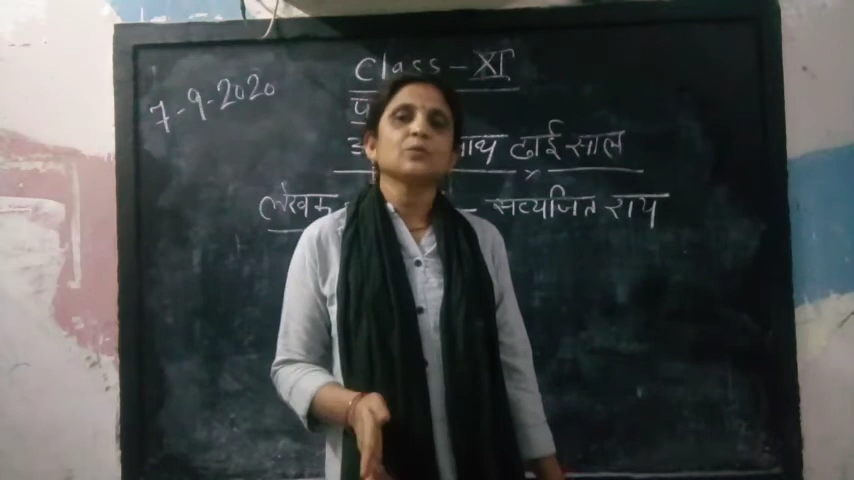 7-9-2020
Class - XI
साथ ढाई साल
लेखक - सत्यजित राय